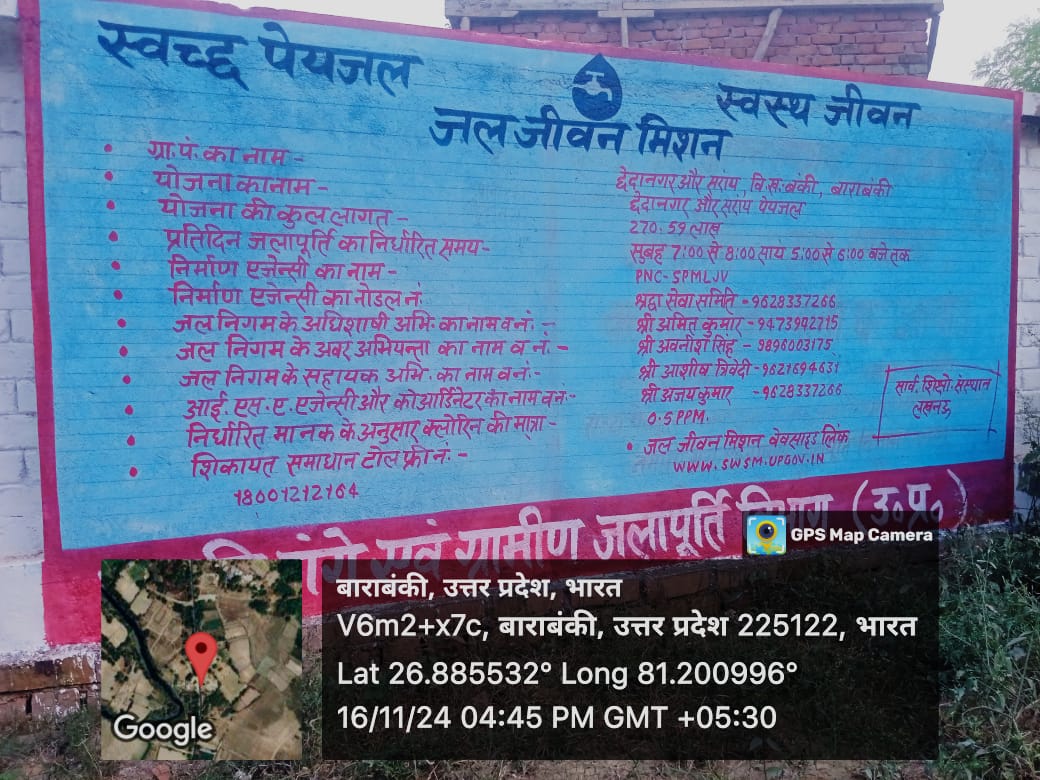 स्वच्छ पेयजल
स्वस्थ जीवन
जल जीवन मिशन
• ग्रा.पं. का नाम - छेदानगर और सरांय, वि.ख. बंकी, बाराबंकी
• योजना का नाम - छेदानगर और सरांय पेयजल
• योजना की कुल लागत - 270.59 लाख
• प्रतिदिन जलापूर्ति का निर्धारित समय - सुबह 7:00 से 8:00 सायं 5:00 से 6:00 बजे तक
• निर्माण एजेन्सी का नाम - PNC-SPMLJV
• निर्माण एजेन्सी का नोडल नं. श्रद्धा सेवा समिति - 9628337266
• जल निगम के अधिशाषी अभि. का नाम व नं. - श्री अमित कुमार - 9473942715
• जल निगम के अवर अभियन्ता का नाम व नं. - श्री अवनीश सिंह - 9896003175
• जल निगम के सहायक अभि. का नाम व नं. - श्री आशीष त्रिवेदी - 9621694631
• आई. एस. ए. एजेन्सी और कोआर्डिनेटर का नाम व नं. - श्री अजय कुमार - 9628337266
• निर्धारित मानक के अनुसार क्लोरिन की मात्रा - 0.5 PPM.
• शिकायत समाधान टोल फ्री नं. -
18001212164
• जल जीवन मिशन वेबसाइड लिंक
WWW.SWSM.UPGOV.IN
सार्व. शिक्षो. संस्थान
लखनऊ
गंगे एवं ग्रामीण जलापूर्ति विभाग (उ०प्र०)
GPS Map Camera
बाराबंकी, उत्तर प्रदेश, भारत
V6m2+x7c, बाराबंकी, उत्तर प्रदेश 225122, भारत
Lat 26.885532° Long 81.200996°
16/11/24 04:45 PM GMT +05:30
Google